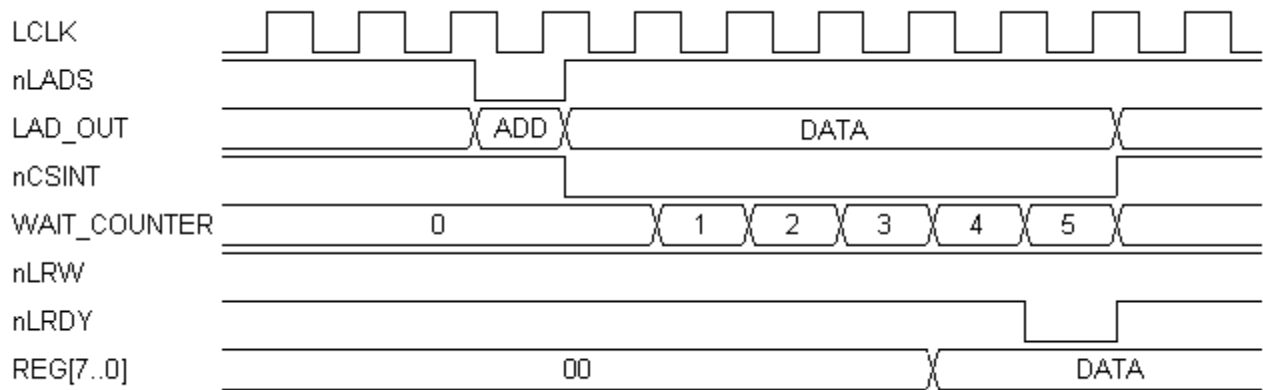 LCLK
nLADS
LAD_OUT ADD DATA
nCSINT
WAIT_COUNTER 0 1 2 3 4 5
nLRW
nLRDY
REG[7..0] 00 DATA